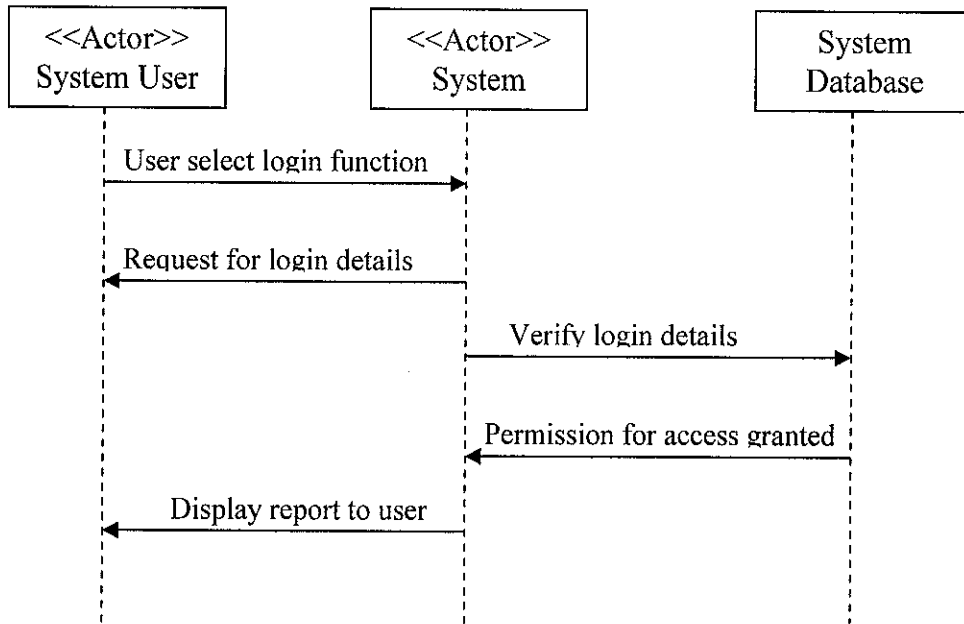 <<Actor>>
System User
<<Actor>>
System
System
Database
User select login function
Request for login details
Verify login details
Permission for access granted
Display report to user